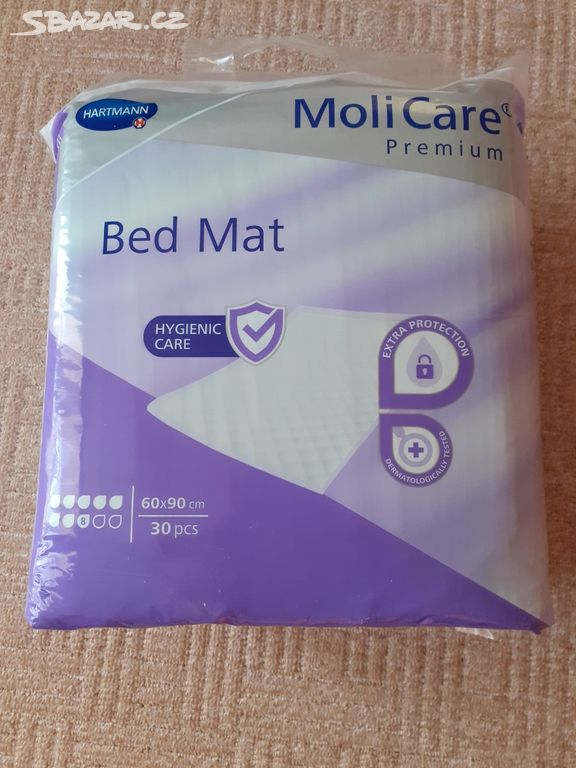 SBAZAR.CZ
HARTMANN
MoliCare®
Premium
Bed Mat
HYGIENIC
CARE
EXTRA PROTECTION
DERMATOLOGICALLY TESTED
8
60x90 cm
30 pcs